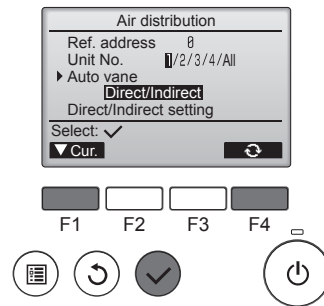 Air distribution
Ref. address 0
Unit No. 1/2/3/4/All
Auto vane
Direct/Indirect
Direct/Indirect setting
Select:
Cur.
F1 F2 F3 F4